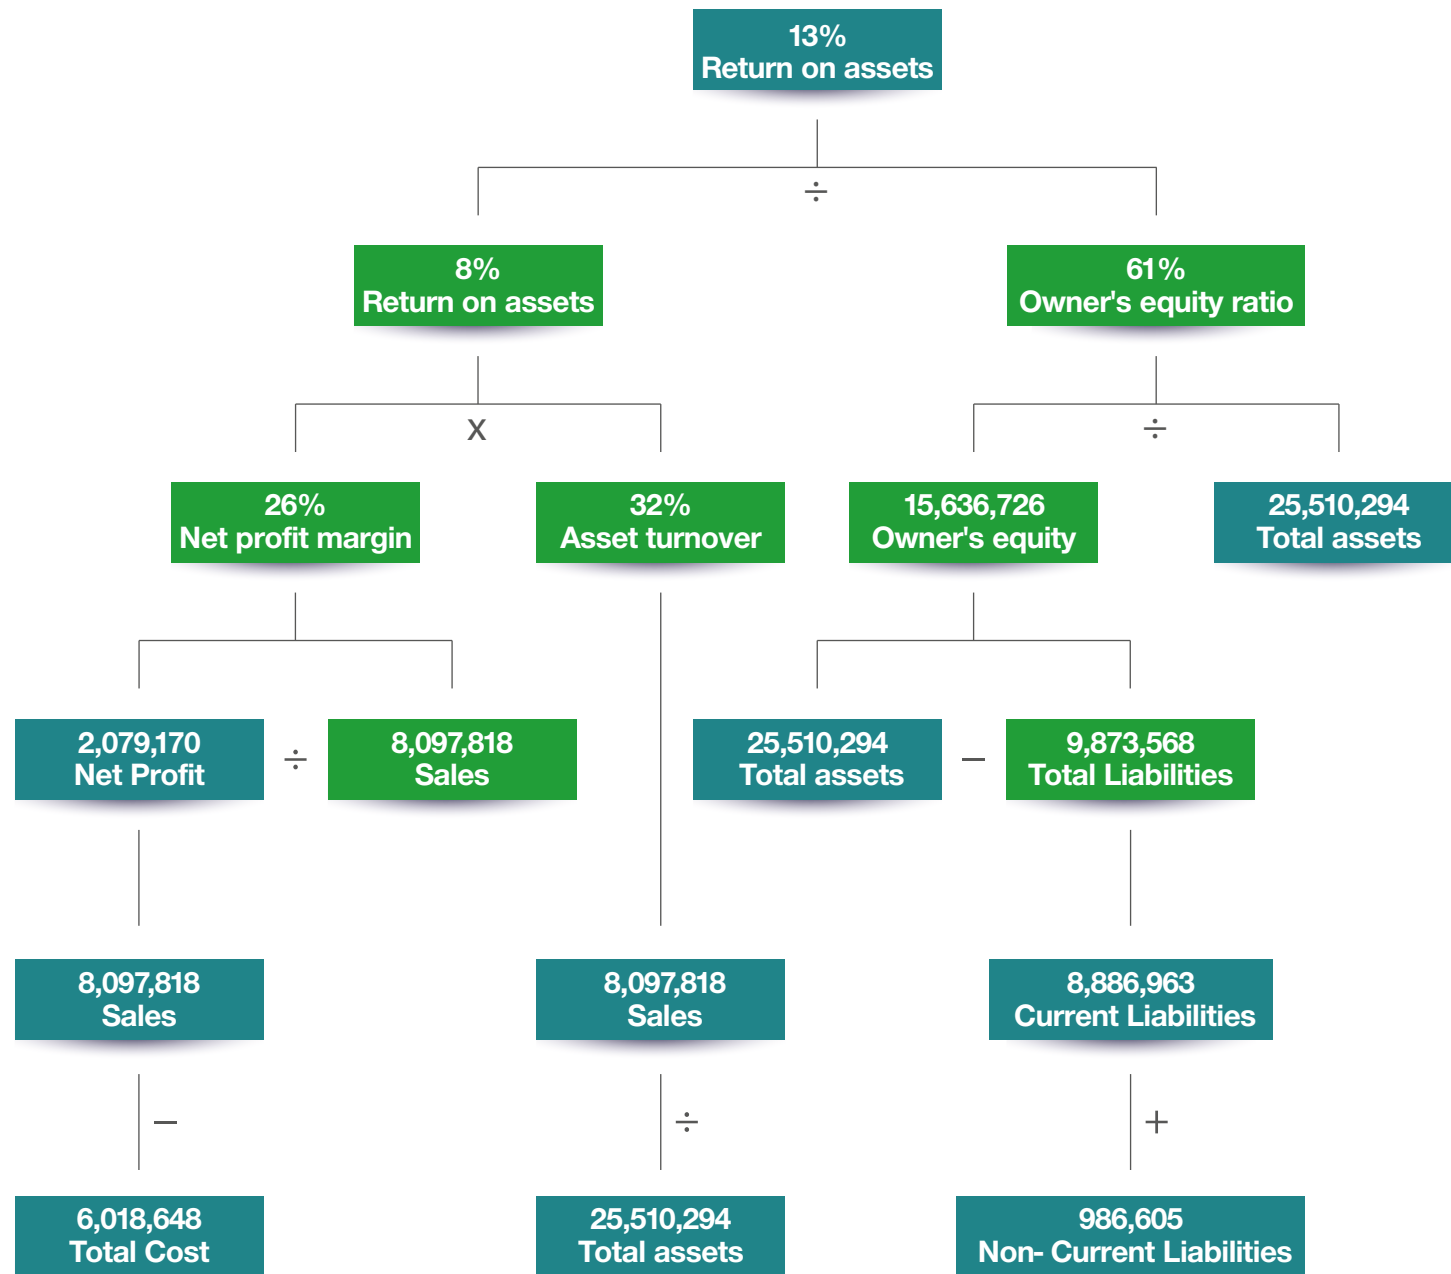 13%
Return on assets
÷
8%
Return on assets
61%
Owner's equity ratio
x
÷
26%
Net profit margin
32%
Asset turnover
15,636,726
Owner's equity
25,510,294
Total assets
2,079,170
Net Profit
÷
8,097,818
Sales
25,510,294
Total assets
–
9,873,568
Total Liabilities
8,097,818
Sales
8,097,818
Sales
8,886,963
Current Liabilities
–
÷
+
6,018,648
Total Cost
25,510,294
Total assets
986,605
Non- Current Liabilities